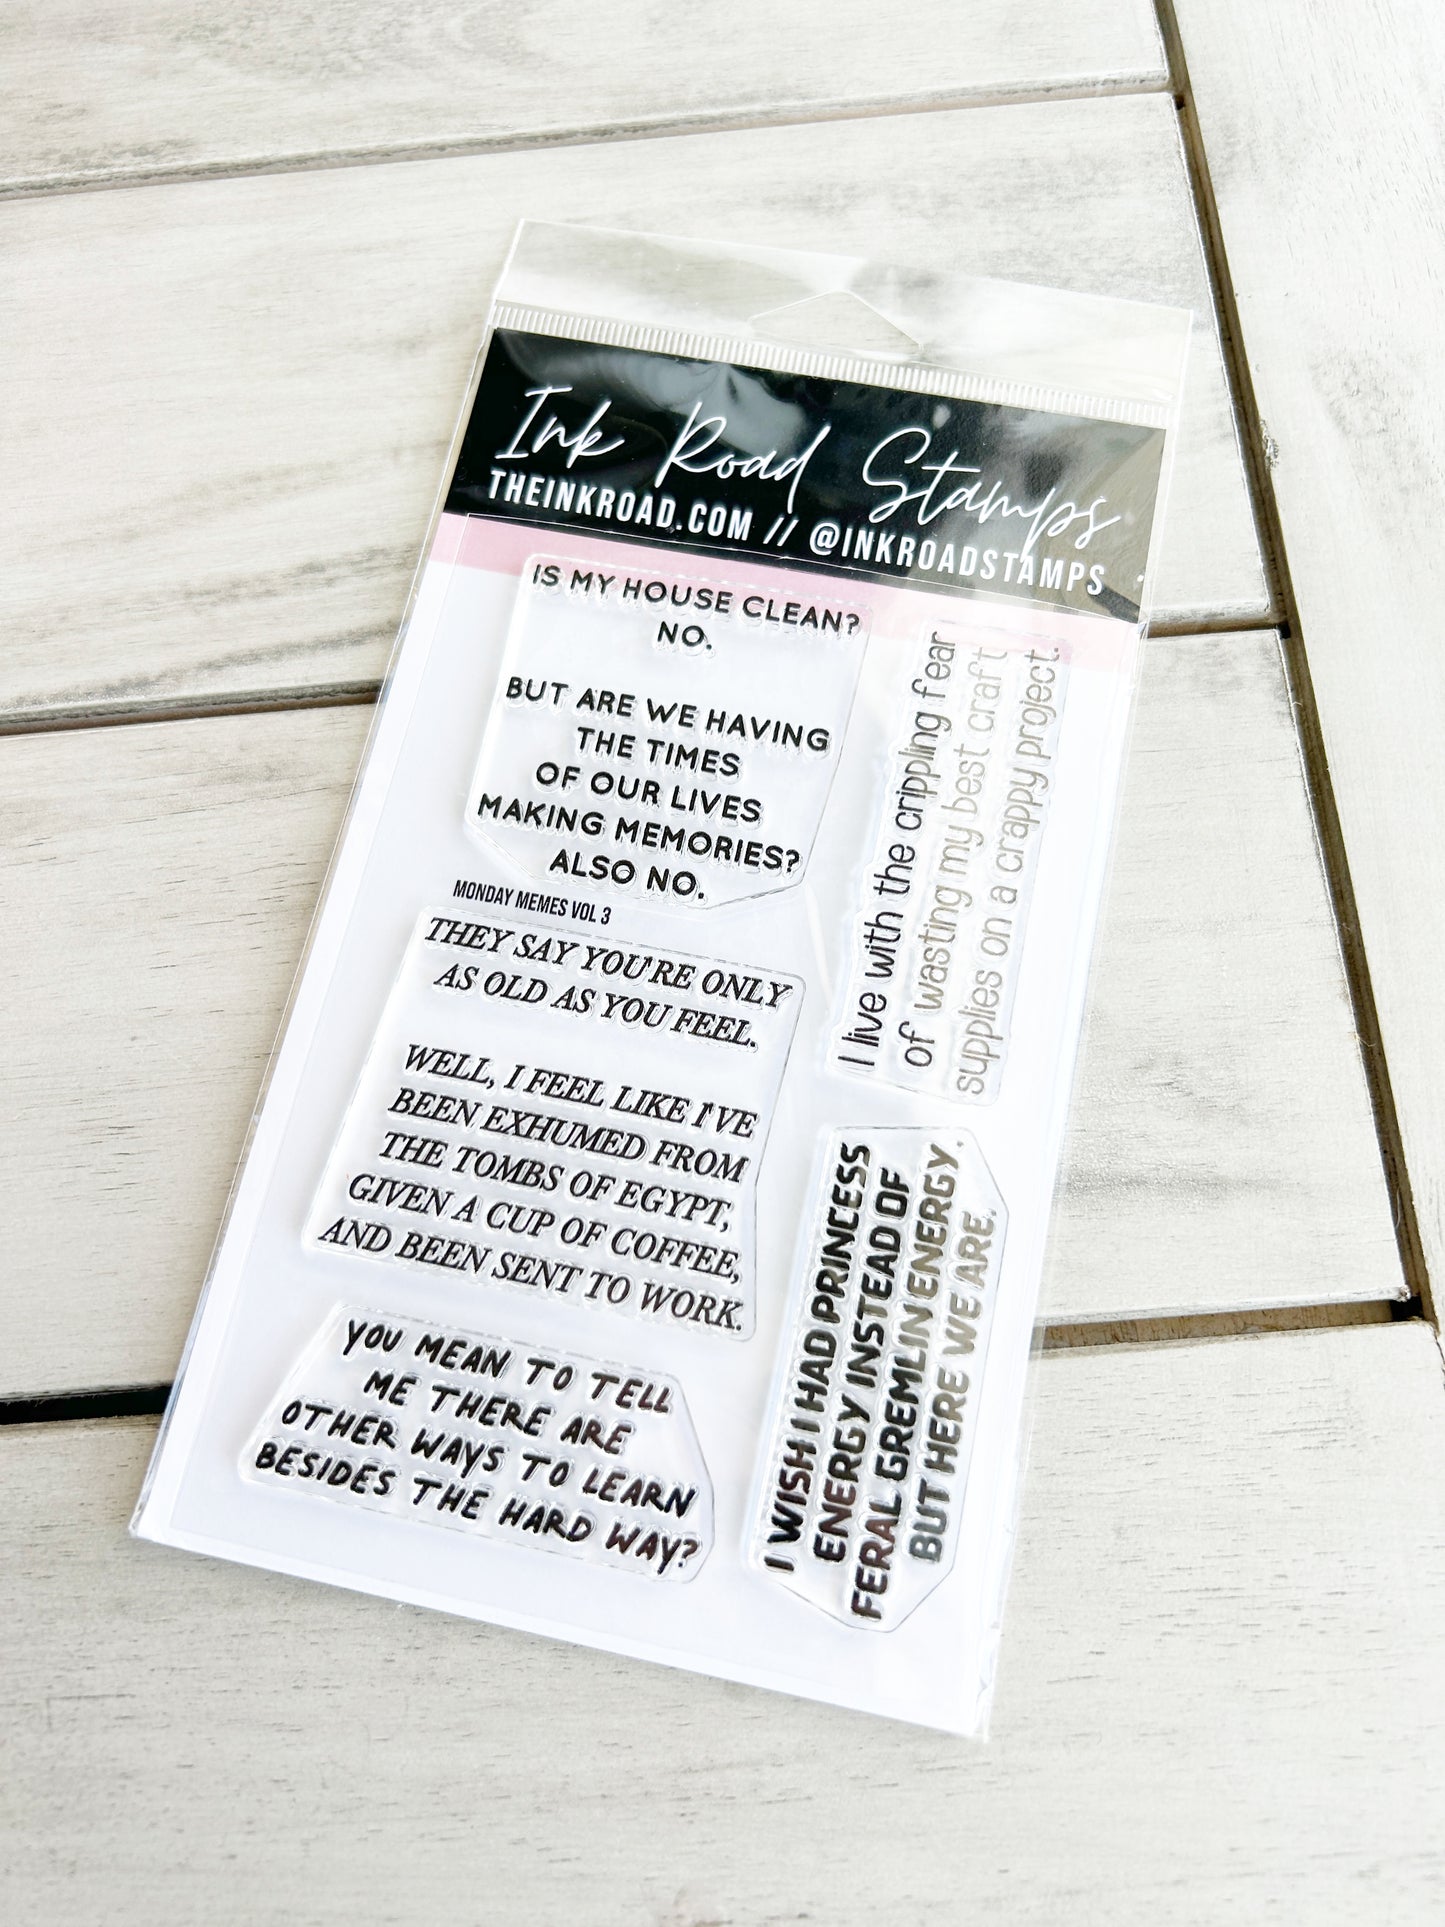 Ink Road Stamps
THEINKROAD.COM // @INKROADSTAMPS
IS MY HOUSE CLEAN?
NO.
BUT ARE WE HAVING
THE TIMES
OF OUR LIVES
MAKING MEMORIES?
ALSO NO.
MONDAY MEMES VOL 3
THEY SAY YOU'RE ONLY
AS OLD AS YOU FEEL.
WELL, I FEEL LIKE I'VE
BEEN EXHUMED FROM
THE TOMBS OF EGYPT,
GIVEN A CUP OF COFFEE,
AND BEEN SENT TO WORK.
YOU MEAN TO TELL
ME THERE ARE
OTHER WAYS TO LEARN
BESIDES THE HARD WAY?
I live with the crippling fear
of wasting my best craft
supplies on a crappy project.
I WISH I HAD PRINCESS
ENERGY INSTEAD OF
FERAL GREMLIN ENERGY.
BUT HERE WE ARE.